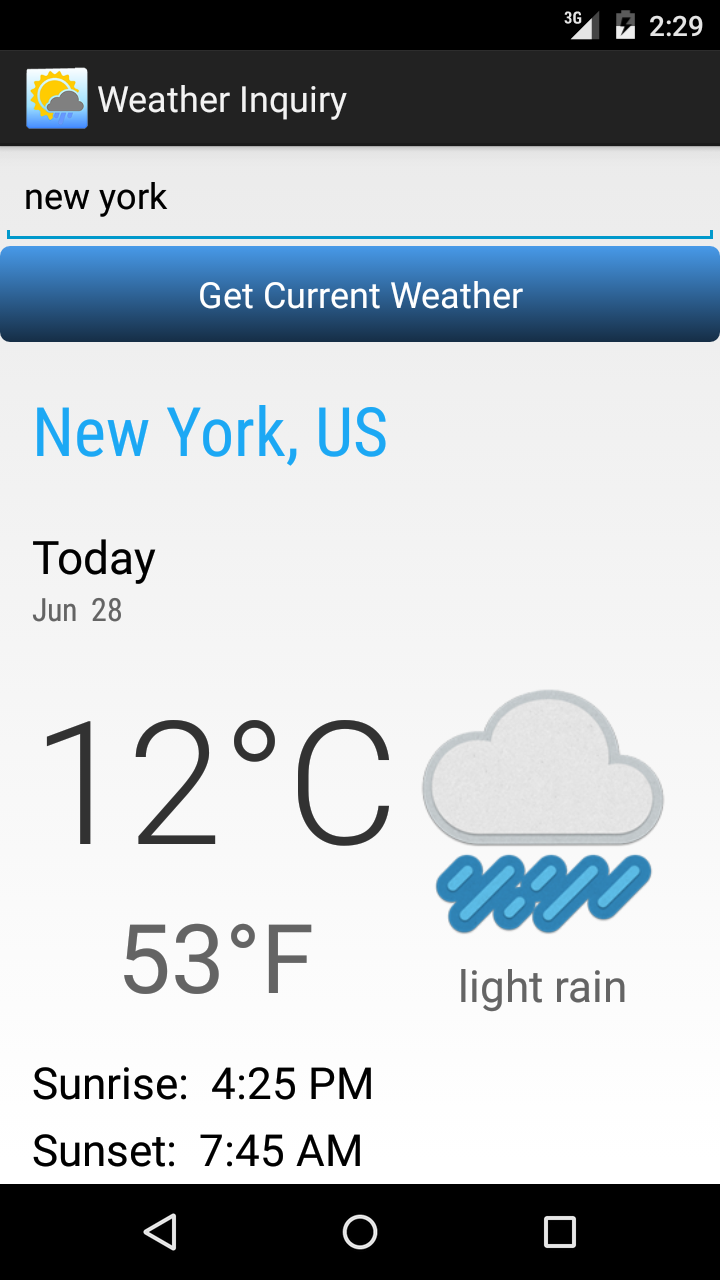 3G 2:29
Weather Inquiry
new york
Get Current Weather
New York, US
Today
Jun 28
12°C
53°F
light rain
Sunrise: 4:25 PM
Sunset: 7:45 AM